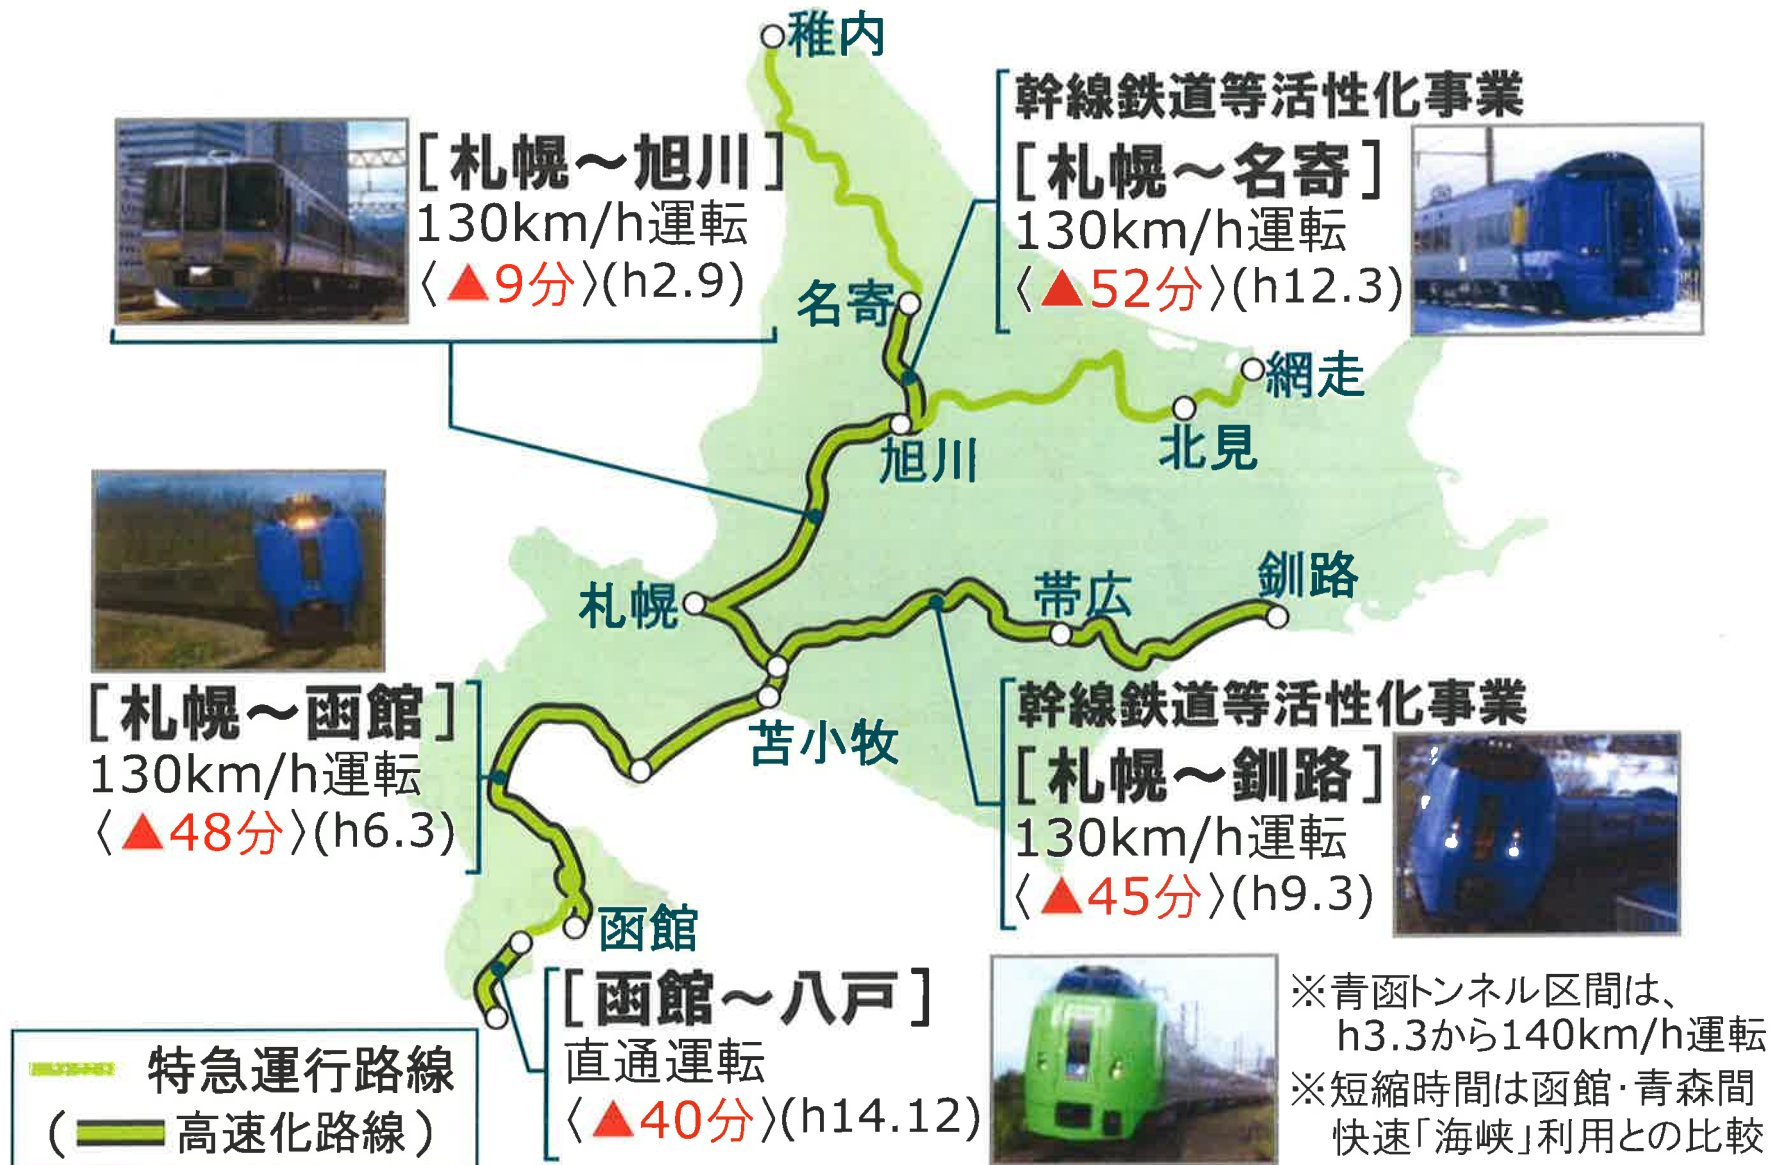 稚内
幹線鉄道等活性化事業
[札幌～旭川]
130km/h運転
〈▲9分〉(h2.9)
[札幌～名寄]
130km/h運転
〈▲52分〉(h12.3)
名寄
網走
北見
旭川
札幌
帯広
釧路
苫小牧
[札幌～函館]
130km/h運転
〈▲48分〉(h6.3)
幹線鉄道等活性化事業
[札幌～釧路]
130km/h運転
〈▲45分〉(h9.3)
函館
[函館～八戸]
直通運転
〈▲40分〉(h14.12)
※青函トンネル区間は、
h3.3から140km/h運転
※短縮時間は函館・青森間
快速「海峡」利用との比較
特急運行路線
(高速化路線)